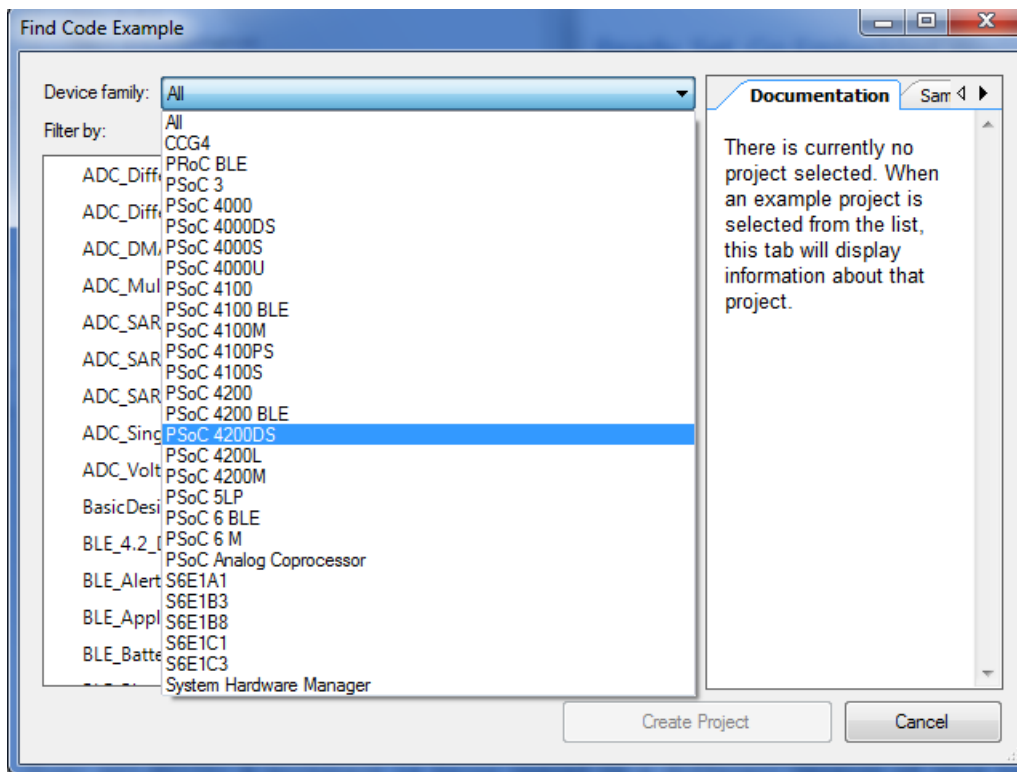 Find Code Example
Device family:
All
Filter by:
All
CCG4
PRoC BLE
PSoC 3
PSoC 4000
PSoC 4000DS
PSoC 4000S
PSoC 4000U
PSoC 4100
PSoC 4100 BLE
PSoC 4100M
PSoC 4100PS
PSoC 4100S
PSoC 4200
PSoC 4200 BLE
PSoC 4200DS
PSoC 4200L
PSoC 4200M
PSoC 5LP
PSoC 6 BLE
PSoC 6 M
PSoC Analog Coprocessor
S6E1A1
S6E1B3
S6E1B8
S6E1C1
S6E1C3
System Hardware Manager
ADC_Diff
ADC_Diff
ADC_DM
ADC_Mul
ADC_SAR
ADC_SAR
ADC_SAR
ADC_Sing
ADC_Volt
BasicDesi
BLE_4.2_
BLE_Alert
BLE_Appl
BLE_Batte
Documentation
Sam
There is currently no
project selected. When
an example project is
selected from the list,
this tab will display
information about that
project.
Create Project
Cancel